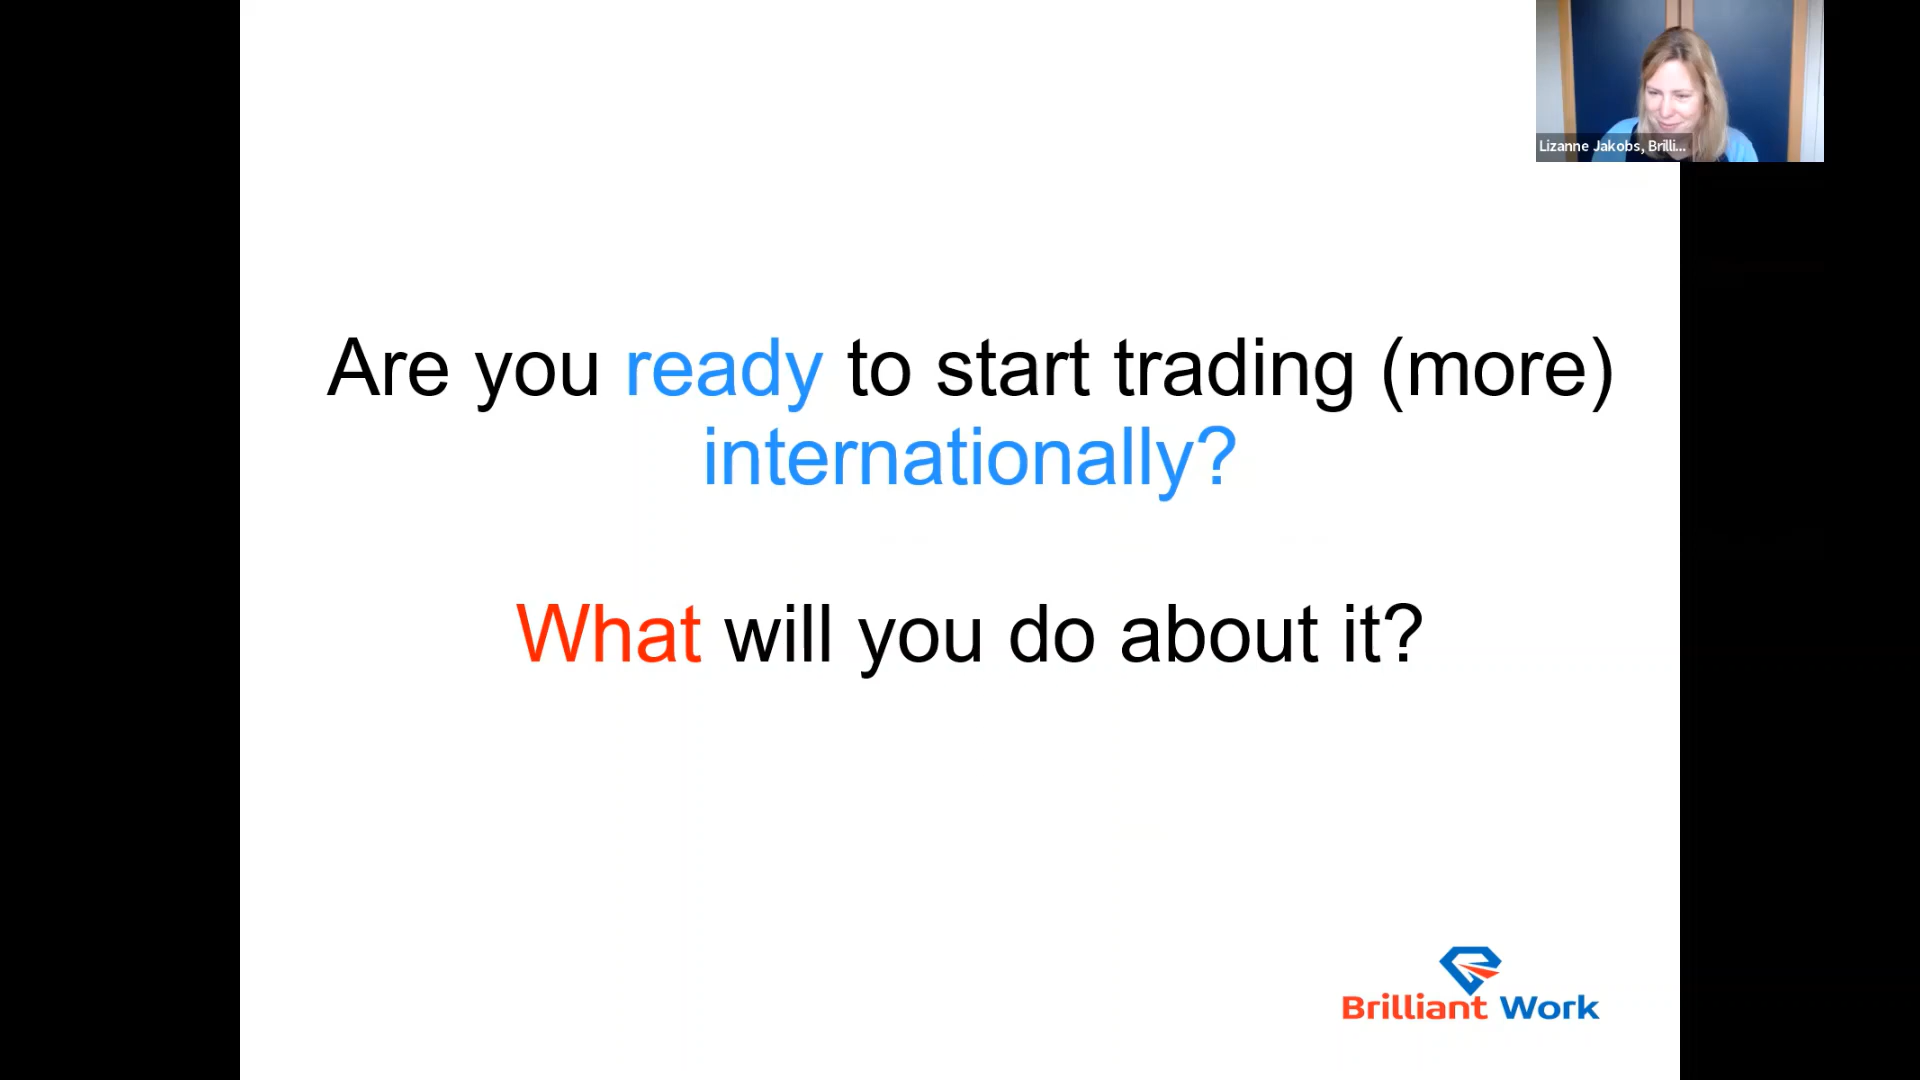 Lizanne Jakobs, Brilli...
Are you ready to start trading (more)
internationally?
What will you do about it?
Brilliant Work